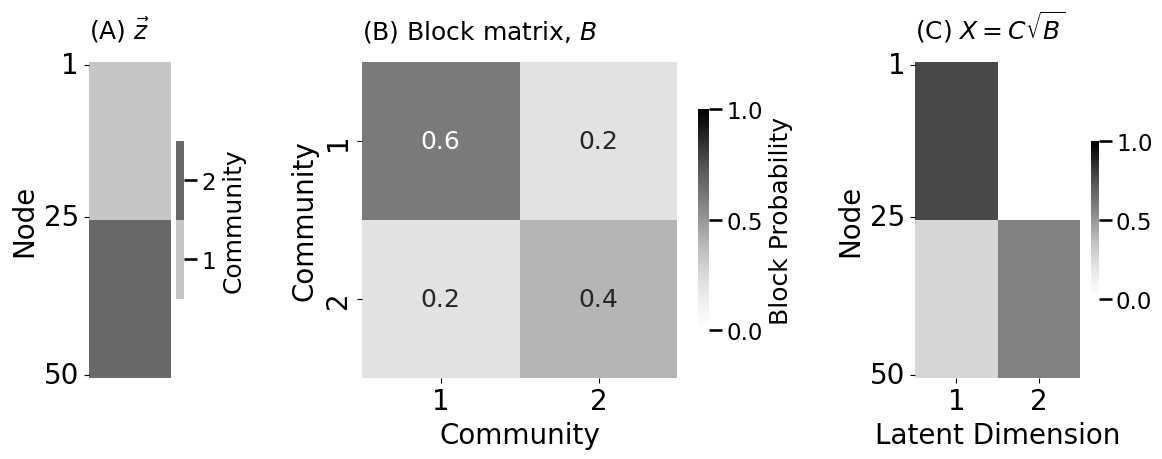 (A) $\vec{z}$
1
25
50
Node
2
1
Community
(B) Block matrix, B
0.6
0.2
0.2
0.4
1
2
Community
1
2
Community
1.0
0.5
0.0
Block Probability
(C) X = C√B
1
25
50
Node
1
2
Latent Dimension
1.0
0.5
0.0